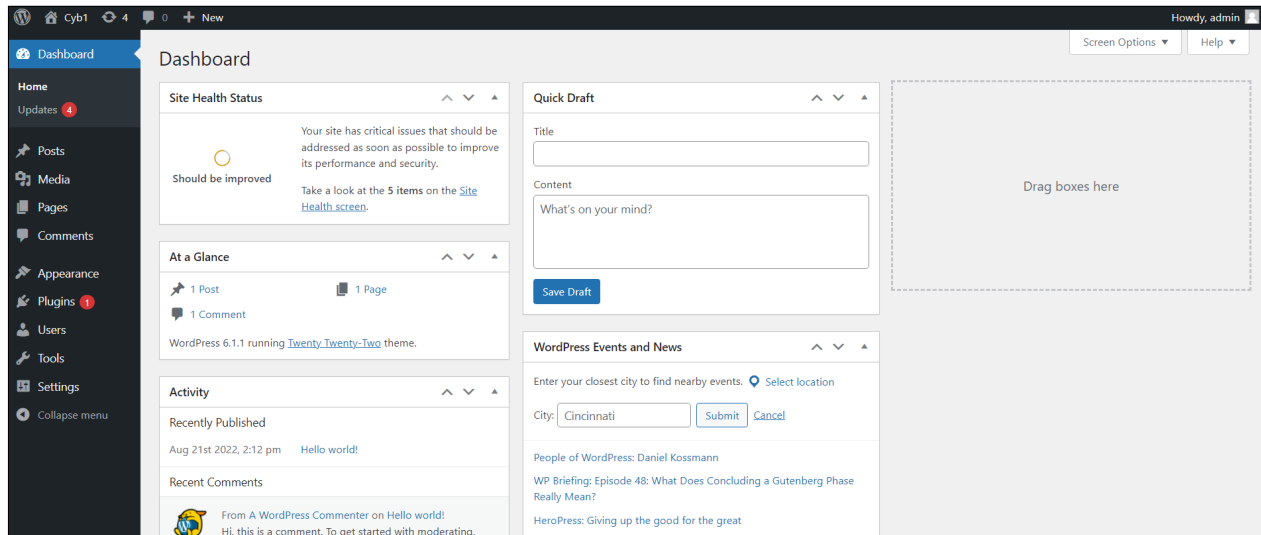 Cyb1 4 0 New Howdy, admin
Screen Options Help
Dashboard
Home
Updates 4
Posts
Media
Pages
Comments
Appearance
Plugins 1
Users
Tools
Settings
Collapse menu
Dashboard
Site Health Status
Should be improved
Your site has critical issues that should be
addressed as soon as possible to improve
its performance and security.
Take a look at the 5 items on the Site
Health screen.
At a Glance
1 Post 1 Page
1 Comment
WordPress 6.1.1 running Twenty Twenty-Two theme.
Activity
Recently Published
Aug 21st 2022, 2:12 pm Hello world!
Recent Comments
From A WordPress Commenter on Hello world!
Hi, this is a comment. To get started with moderating,
Quick Draft
Title
Content
What's on your mind?
Save Draft
WordPress Events and News
Enter your closest city to find nearby events. Select location
City: Cincinnati Submit Cancel
People of WordPress: Daniel Kossmann
WP Briefing: Episode 48: What Does Concluding a Gutenberg Phase
Really Mean?
HeroPress: Giving up the good for the great
Drag boxes here